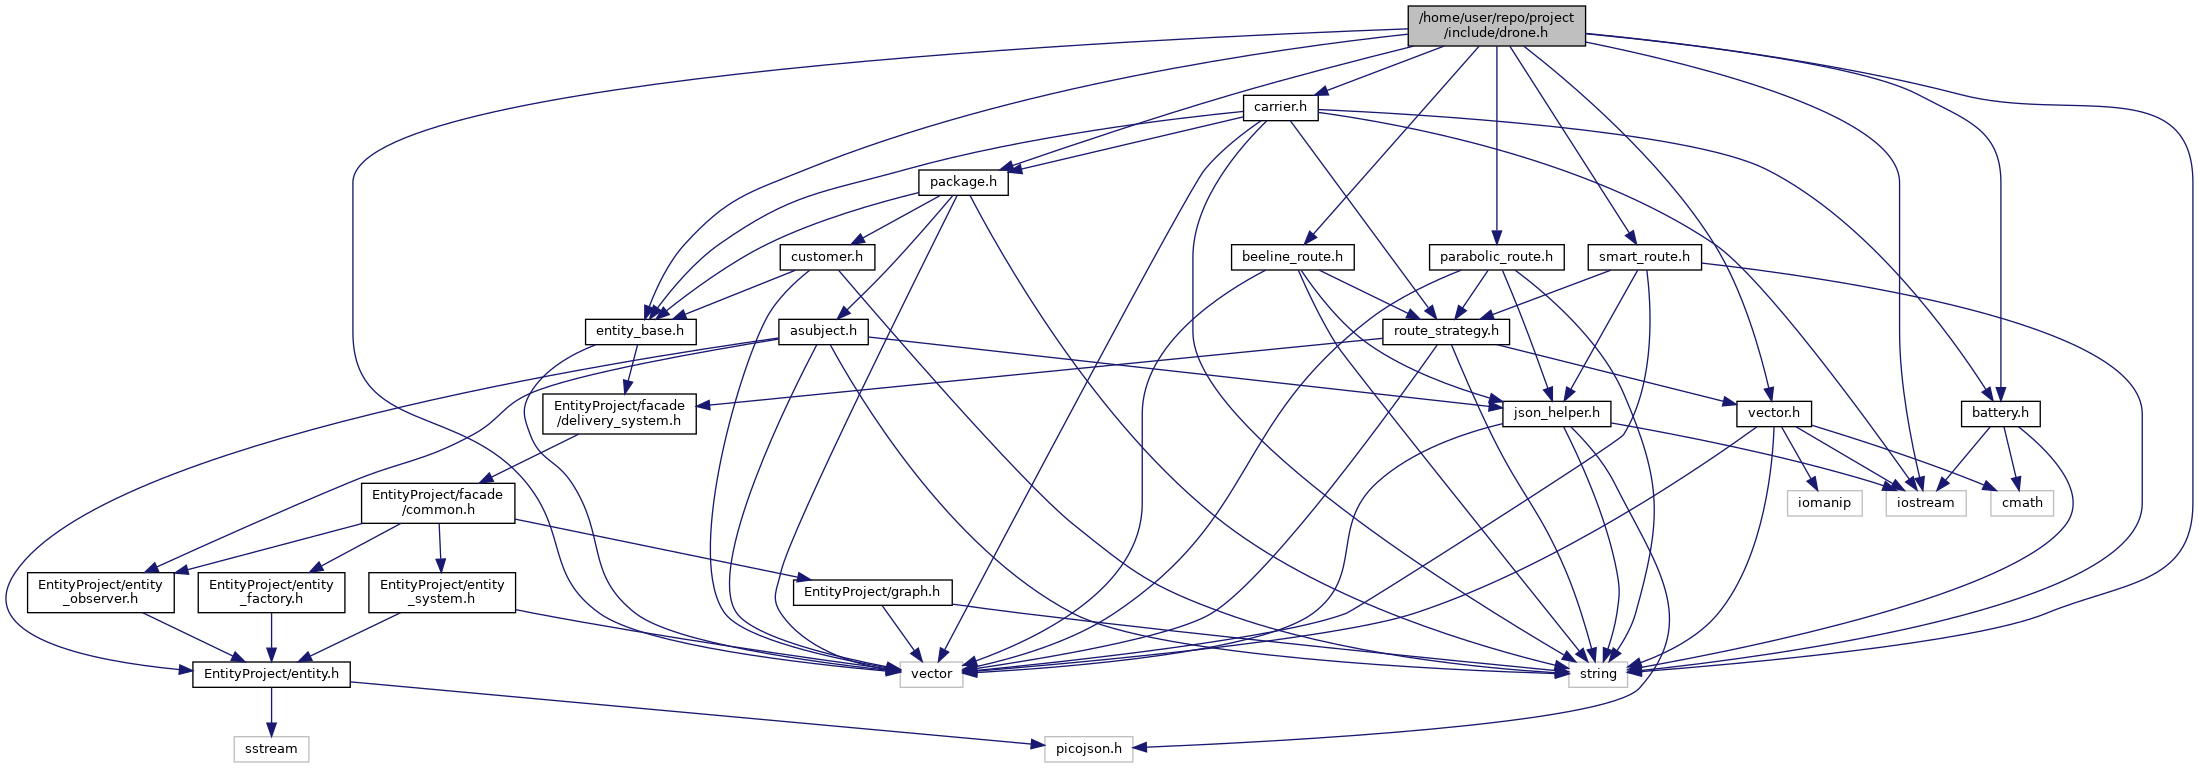 /home/user/repo/project
/include/drone.h
carrier.h
package.h
customer.h
beeline_route.h
parabolic_route.h
smart_route.h
entity_base.h
asubject.h
route_strategy.h
EntityProject/facade
/delivery_system.h
json_helper.h
vector.h
battery.h
EntityProject/facade
/common.h
iomanip
iostream
cmath
EntityProject/entity
_observer.h
EntityProject/entity
_factory.h
EntityProject/entity
_system.h
EntityProject/graph.h
EntityProject/entity.h
vector
string
sstream
picojson.h